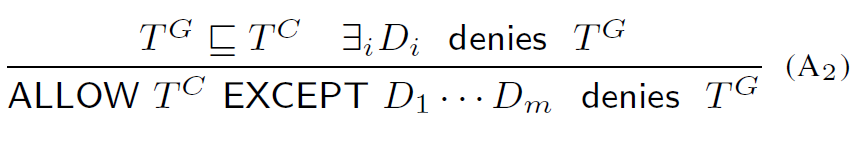 T^G ⊑ T^C ∃_i D_i denies T^G
ALLOW T^C EXCEPT D_1 ⋯ D_m denies T^G (A_2)